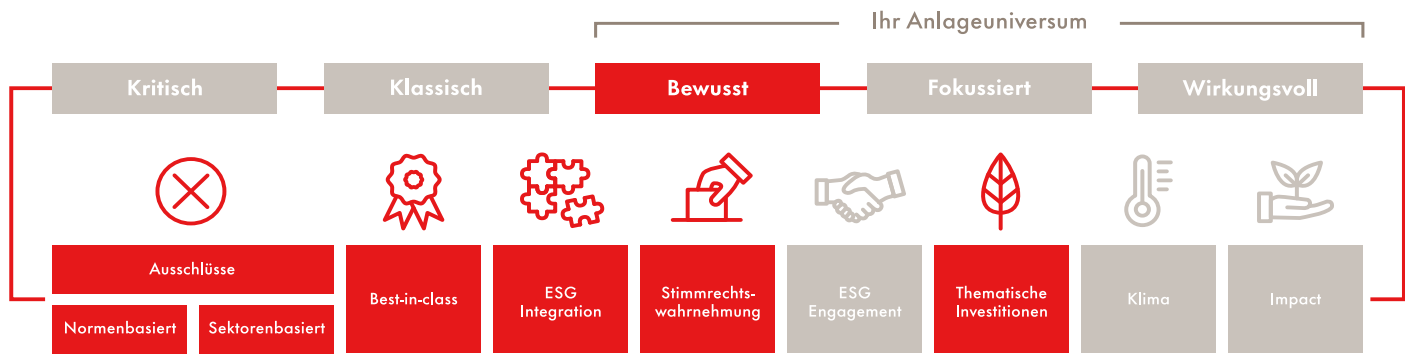 Ihr Anlageuniversum
Kritisch
Klassisch
Bewusst
Fokussiert
Wirkungsvoll
Ausschlüsse
Normenbasiert
Sektorenbasiert
Best-in-class
ESG
Integration
Stimmrechts-
wahrnehmung
ESG
Engagement
Thematische
Investitionen
Klima
Impact